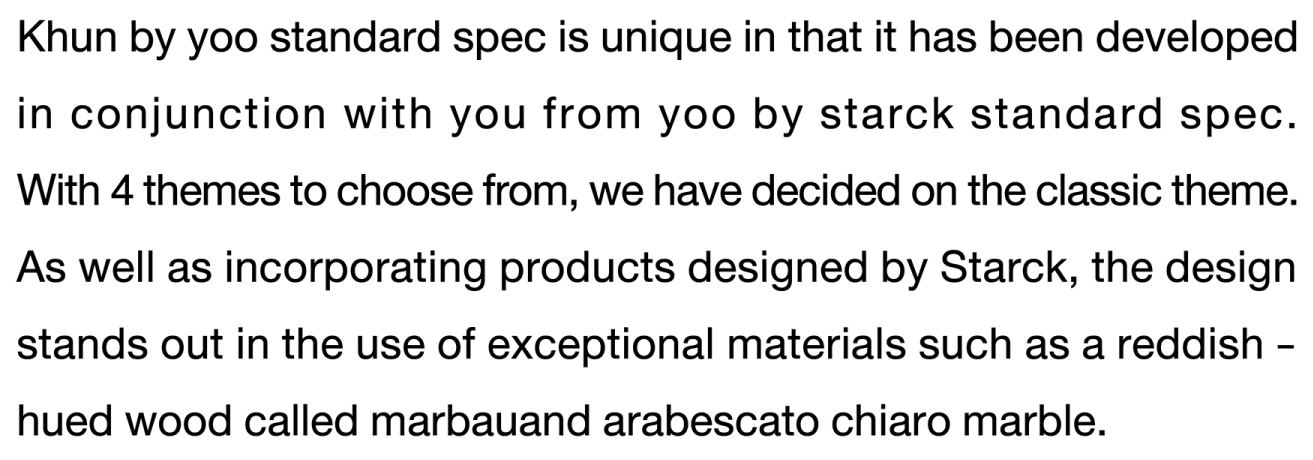 Khun by yoo standard spec is unique in that it has been developed
in conjunction with you from yoo by starck standard spec.
With 4 themes to choose from, we have decided on the classic theme.
As well as incorporating products designed by Starck, the design
stands out in the use of exceptional materials such as a reddish –
hued wood called marbauand arabescato chiaro marble.